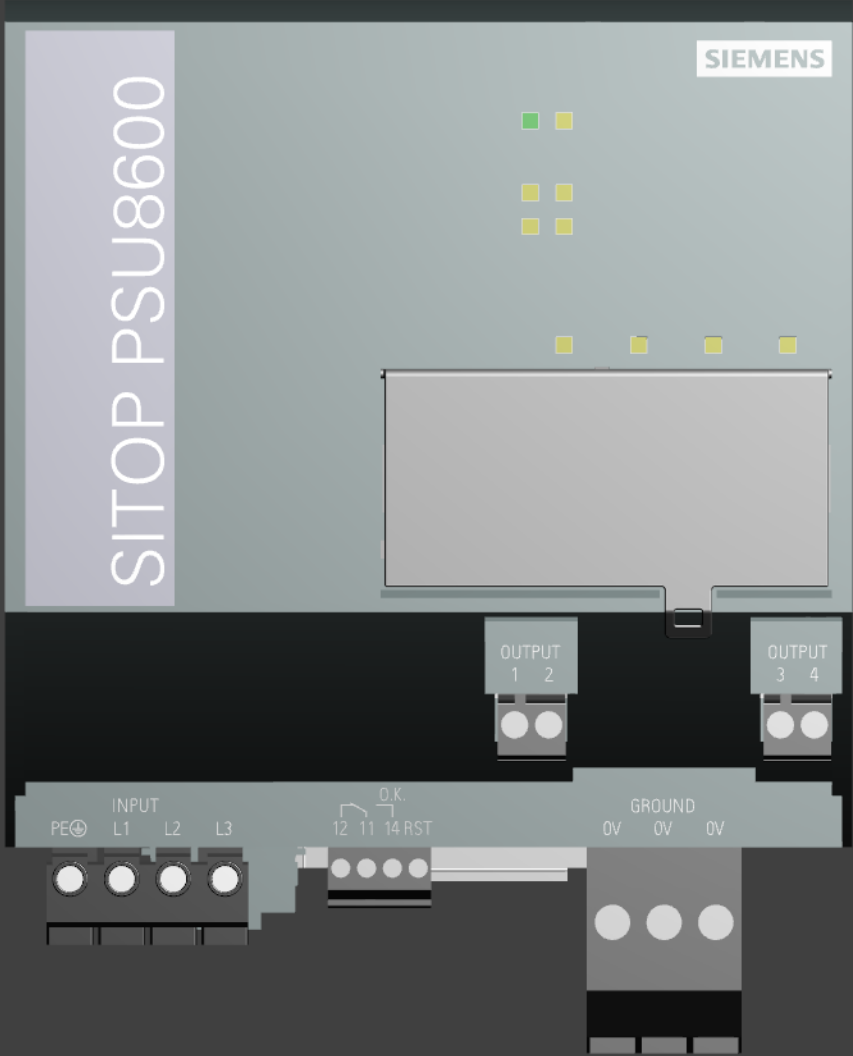 SIEMENS
SITOP PSU8600
OUTPUT
1 2
OUTPUT
3 4
INPUT
PE L1 L2 L3
O.K.
12 11 14 RST
GROUND
0V 0V 0V